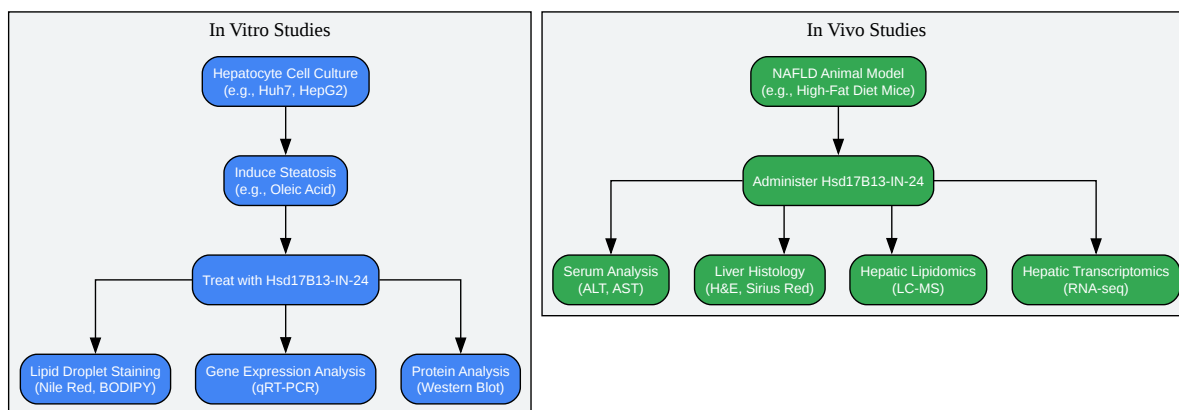 In Vitro Studies
Hepatocyte Cell Culture
(e.g., Huh7, HepG2)
Induce Steatosis
(e.g., Oleic Acid)
Treat with Hsd17B13-IN-24
Lipid Droplet Staining
(Nile Red, BODIPY)
Gene Expression Analysis
(qRT-PCR)
Protein Analysis
(Western Blot)
In Vivo Studies
NAFLD Animal Model
(e.g., High-Fat Diet Mice)
Administer Hsd17B13-IN-24
Serum Analysis
(ALT, AST)
Liver Histology
(H&E, Sirius Red)
Hepatic Lipidomics
(LC-MS)
Hepatic Transcriptomics
(RNA-seq)